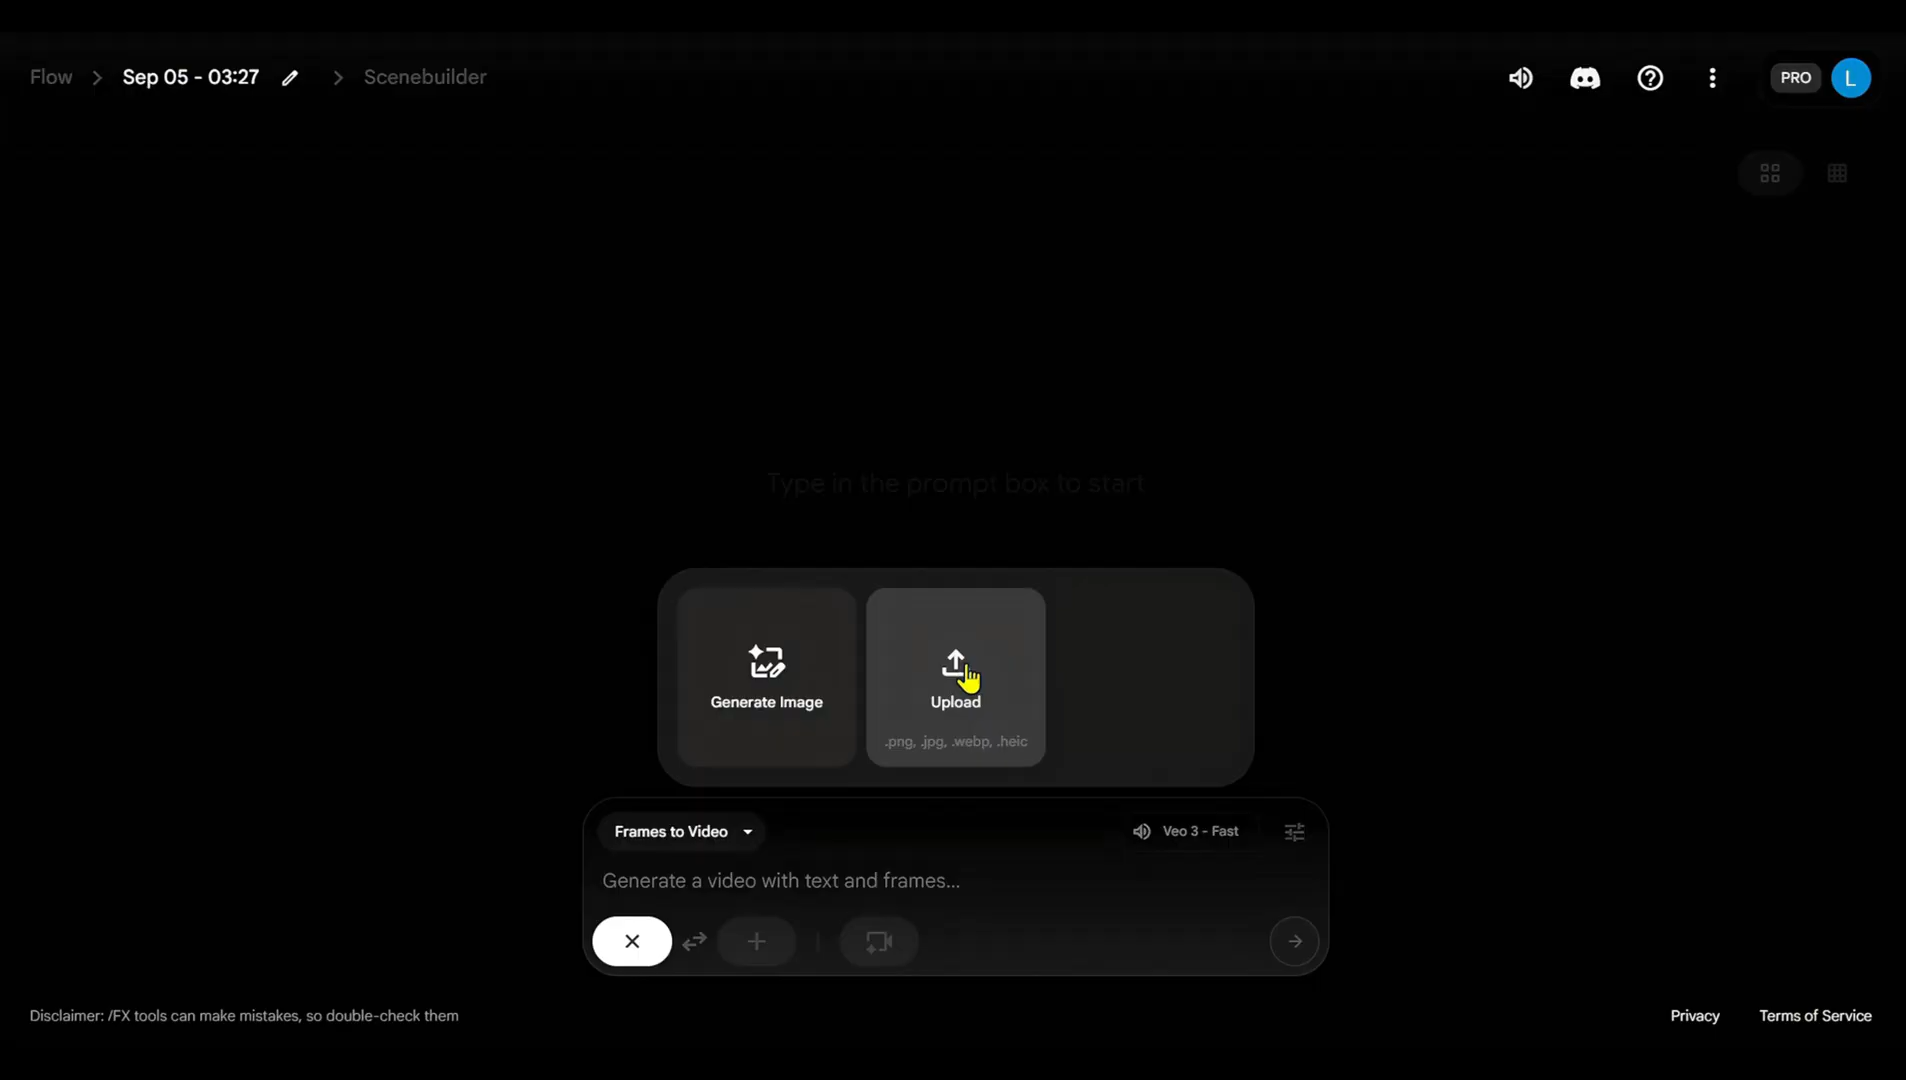 Flow > Sep 05 - 03:27 > Scenebuilder
PRO L
Type in the prompt box to start
Generate Image
Upload
.png, .jpg, .webp, .heic
Frames to Video
Veo 3 - Fast
Generate a video with text and frames...
Disclaimer: /FX tools can make mistakes, so double-check them
Privacy
Terms of Service